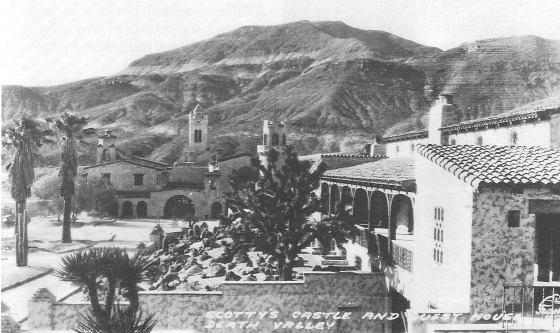 SCOTTY'S CASTLE AND GUEST HOUSE
DEATH VALLEY